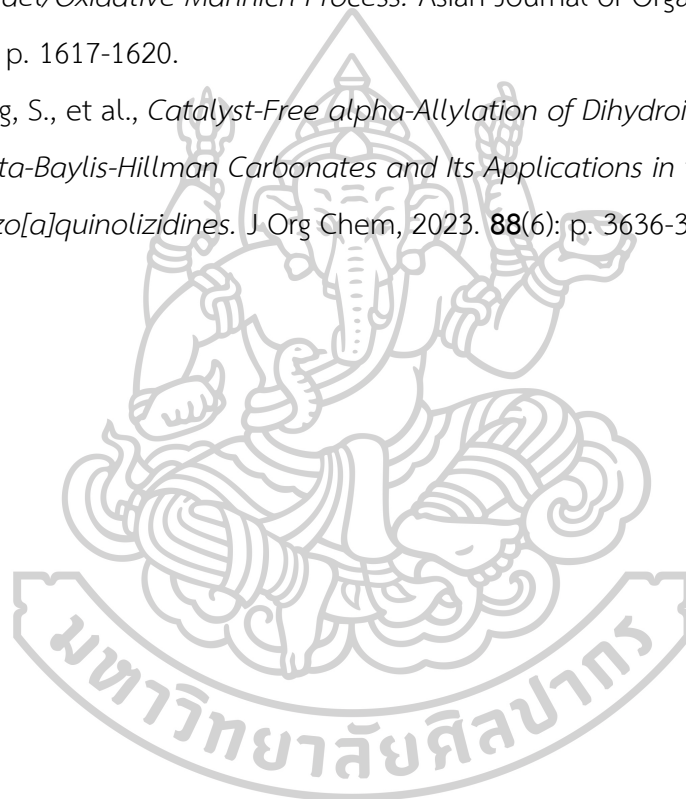 del/Oxidative Mannich Process. Asian Journal of Orga
p. 1617-1620.
g, S., et al., Catalyst-Free alpha-Allylation of Dihydroi
ta-Baylis-Hillman Carbonates and Its Applications in
zo[a]quinolizidines. J Org Chem, 2023. 88(6): p. 3636-3
มหาวิทยาลัยศิลปากร